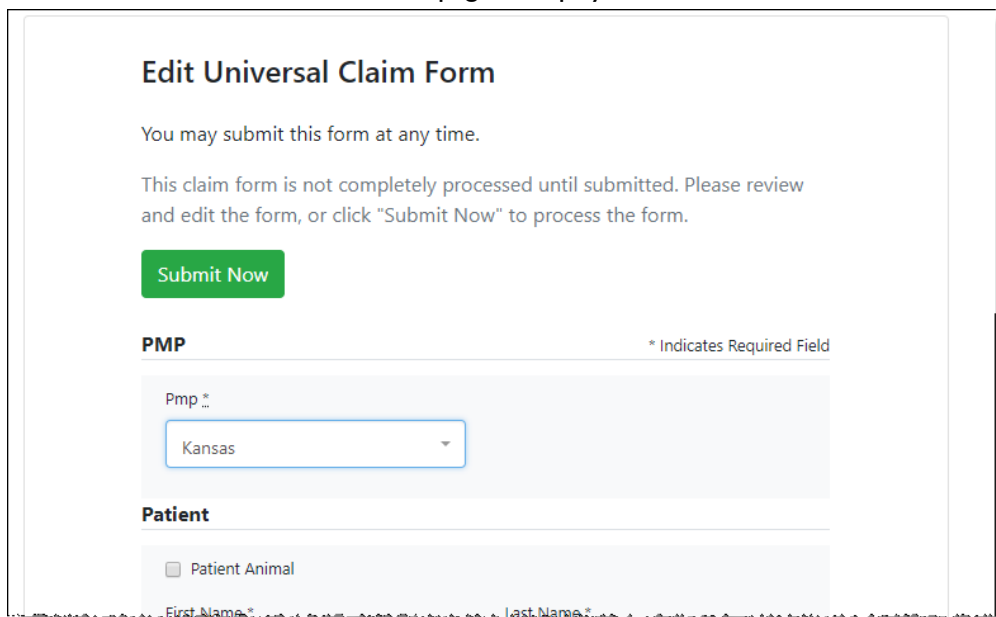 Edit Universal Claim Form
You may submit this form at any time.
This claim form is not completely processed until submitted. Please review
and edit the form, or click "Submit Now" to process the form.
Submit Now
PMP * Indicates Required Field
Pmp *
Kansas
Patient
Patient Animal
First Name * Last Name *